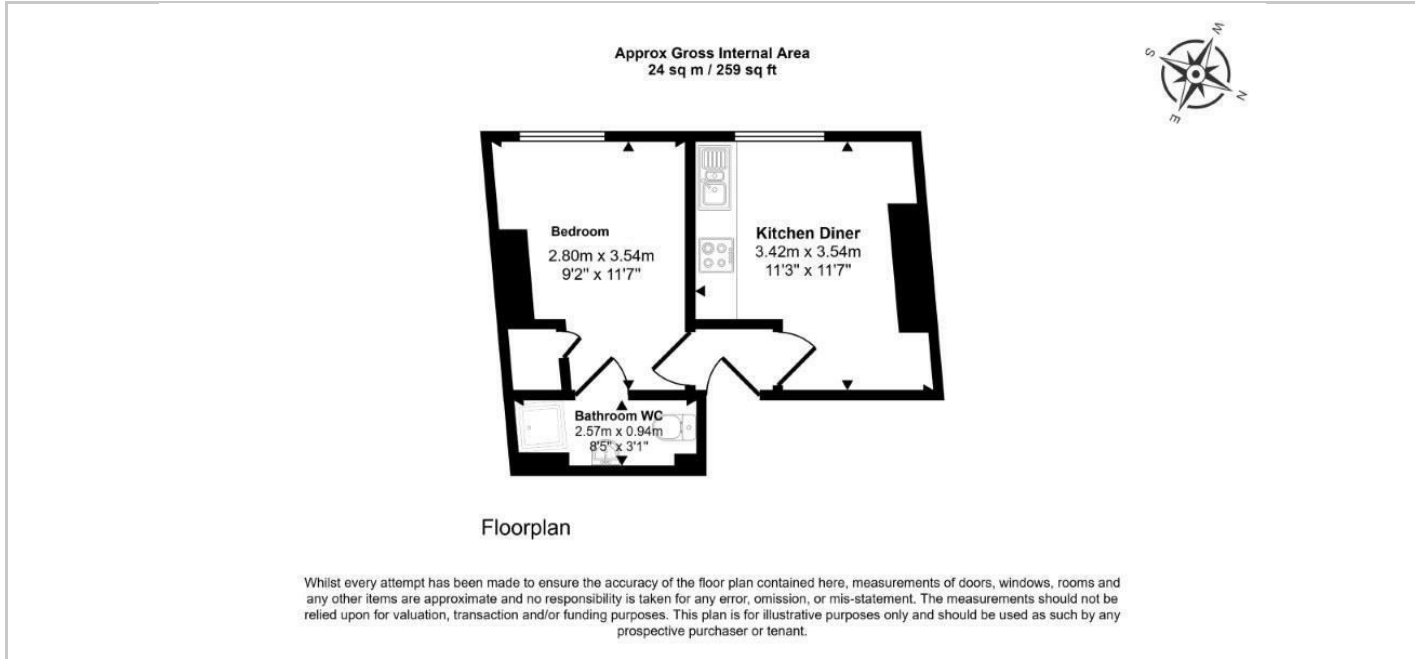 Approx Gross Internal Area
24 sq m / 259 sq ft
W
S
N
E
Bedroom
2.80m x 3.54m
9'2" x 11'7"
Kitchen Diner
3.42m x 3.54m
11'3" x 11'7"
Bathroom WC
2.57m x 0.94m
8'5" x 3'1"
Floorplan
Whilst every attempt has been made to ensure the accuracy of the floor plan contained here, measurements of doors, windows, rooms and
any other items are approximate and no responsibility is taken for any error, omission, or mis-statement. The measurements should not be
relied upon for valuation, transaction and/or funding purposes. This plan is for illustrative purposes only and should be used as such by any
prospective purchaser or tenant.